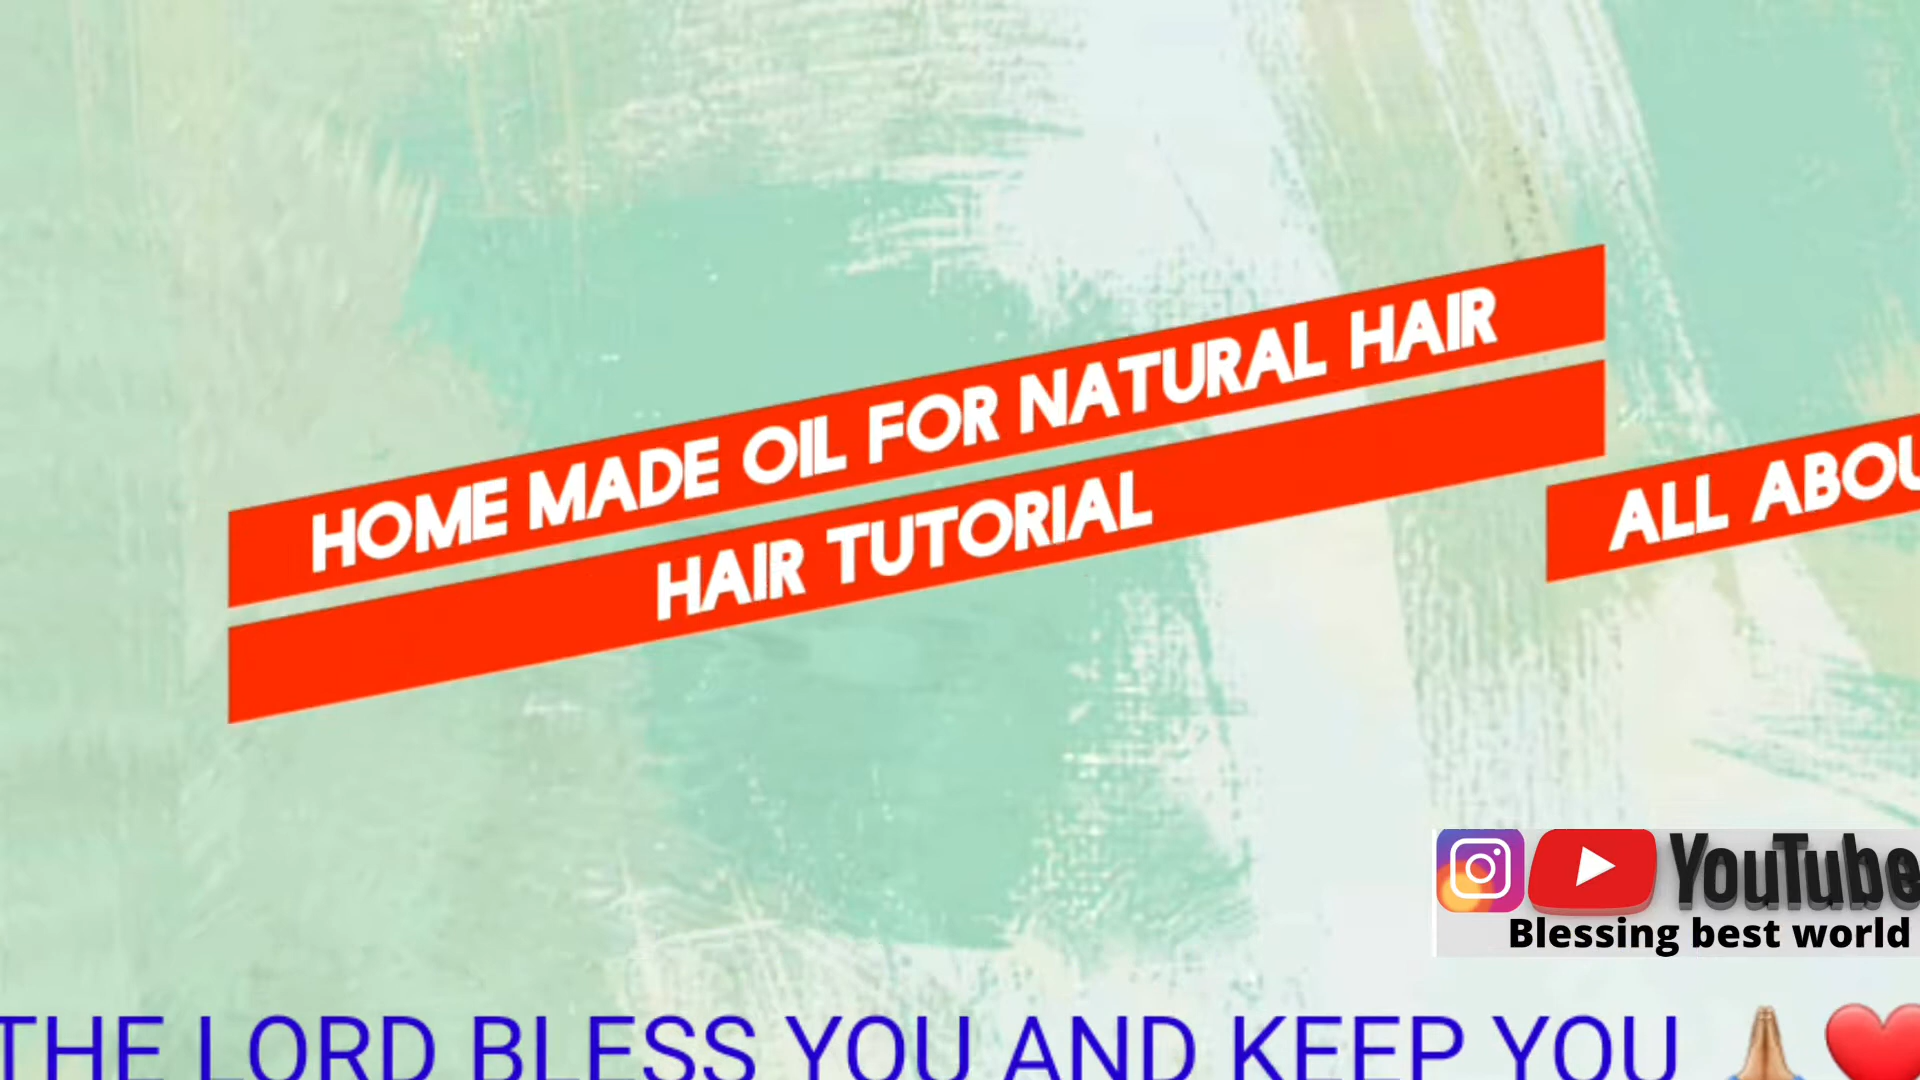 HOME MADE OIL FOR NATURAL HAIR
HAIR TUTORIAL
ALL
YouTube
Blessing best world
THE LORD BLESS YOU AND KEEP YOU 🙏🏼❤️